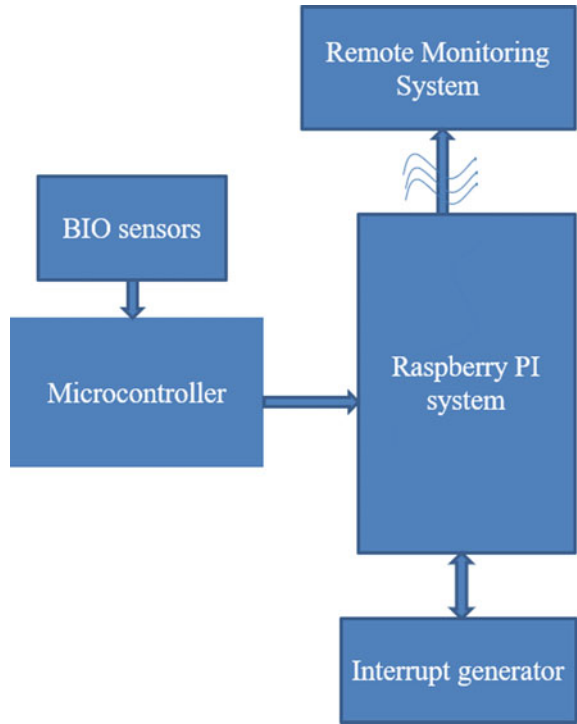 Remote Monitoring
System
BIO sensors
Microcontroller
Raspberry PI
system
Interrupt generator